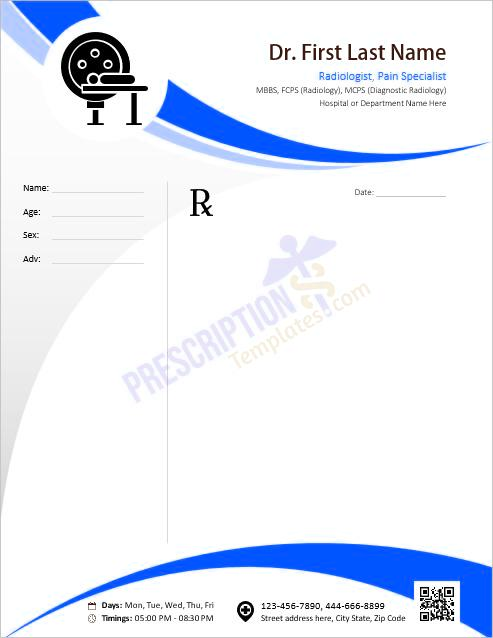 Dr. First Last Name
Radiologist, Pain Specialist
MBBS, FCPS (Radiology), MCPS (Diagnostic Radiology)
Hospital or Department Name Here
Name:
Age:
Sex:
Adv:
℞
Date:
PRESCRIPTION
Templates.com
Days: Mon, Tue, Wed, Thu, Fri
Timings: 05:00 PM - 08:30 PM
123-456-7890, 444-666-8899
Street address here, City State, Zip Code